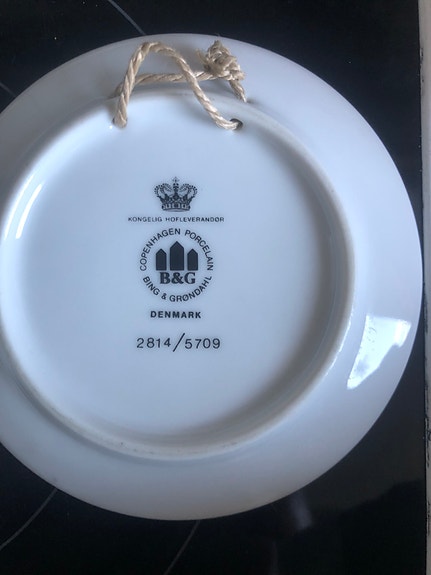 KONGELIG HOFLEVERANDØR
COPENHAGEN PORCELAIN
B&G
BING & GRØNDAHL
DENMARK
2814/5709